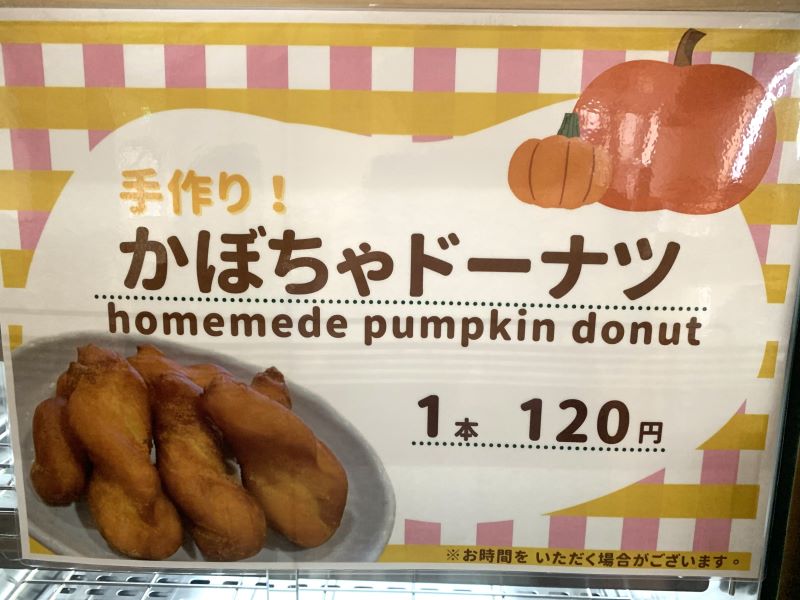 手作り！
かぼちゃドーナツ
homemede pumpkin donut
1本 120円
※お時間を いただく場合がございます。